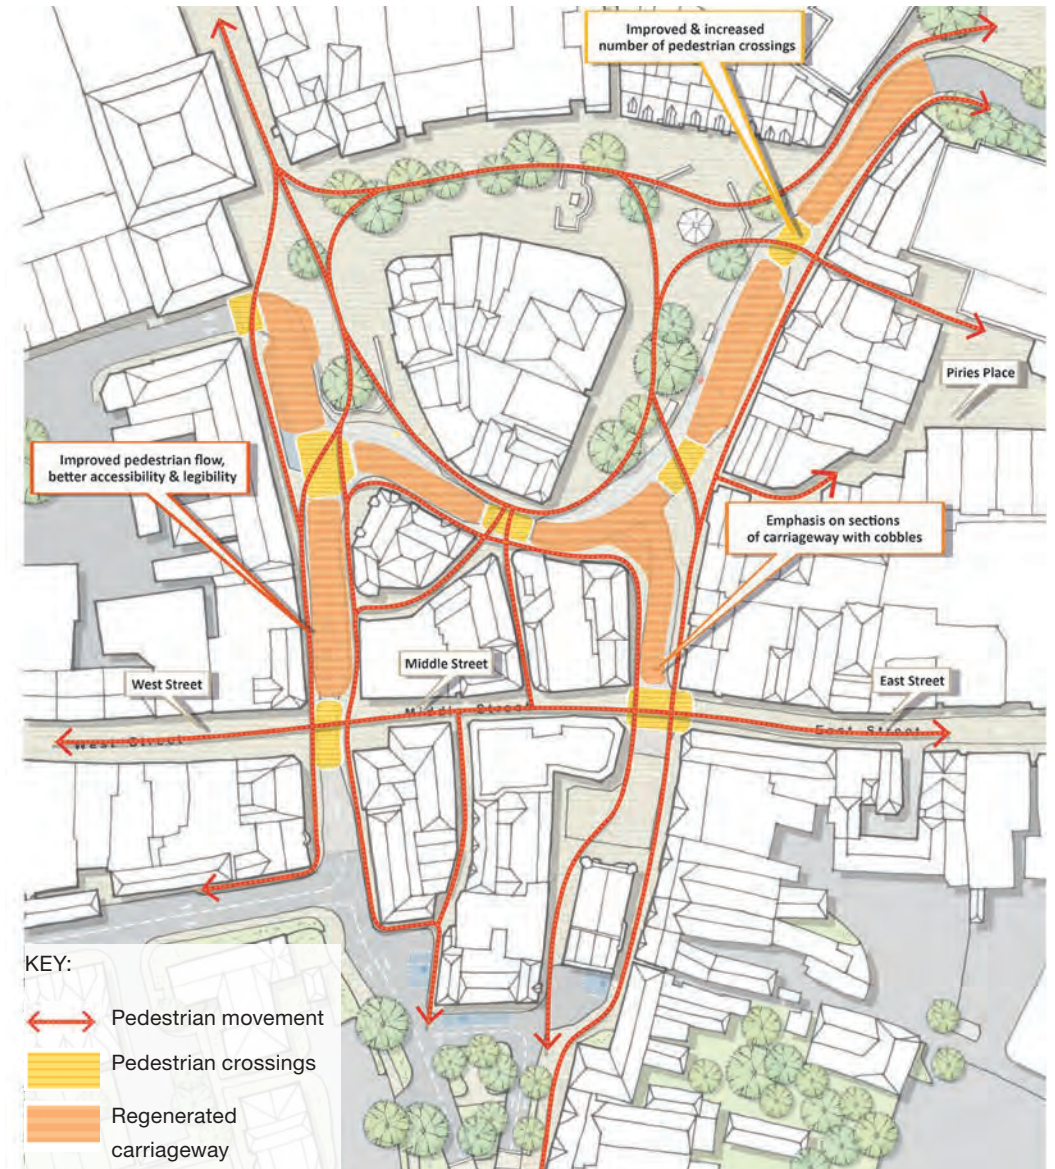 Improved & increased
number of pedestrian crossings
Piries Place
Improved pedestrian flow,
better accessibility & legibility
Emphasis on sections
of carriageway with cobbles
Middle Street
West Street
East Street
Middle Street
West Street
East Street
KEY:
Pedestrian movement
Pedestrian crossings
Regenerated
carriageway